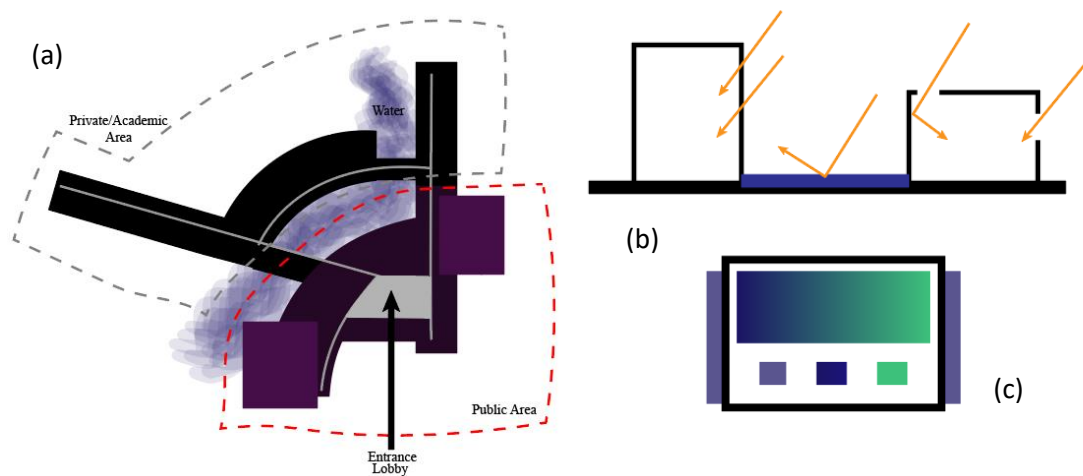 (a)
Water
Private/Academic
Area
Public Area
Entrance
Lobby
(b)
(c)